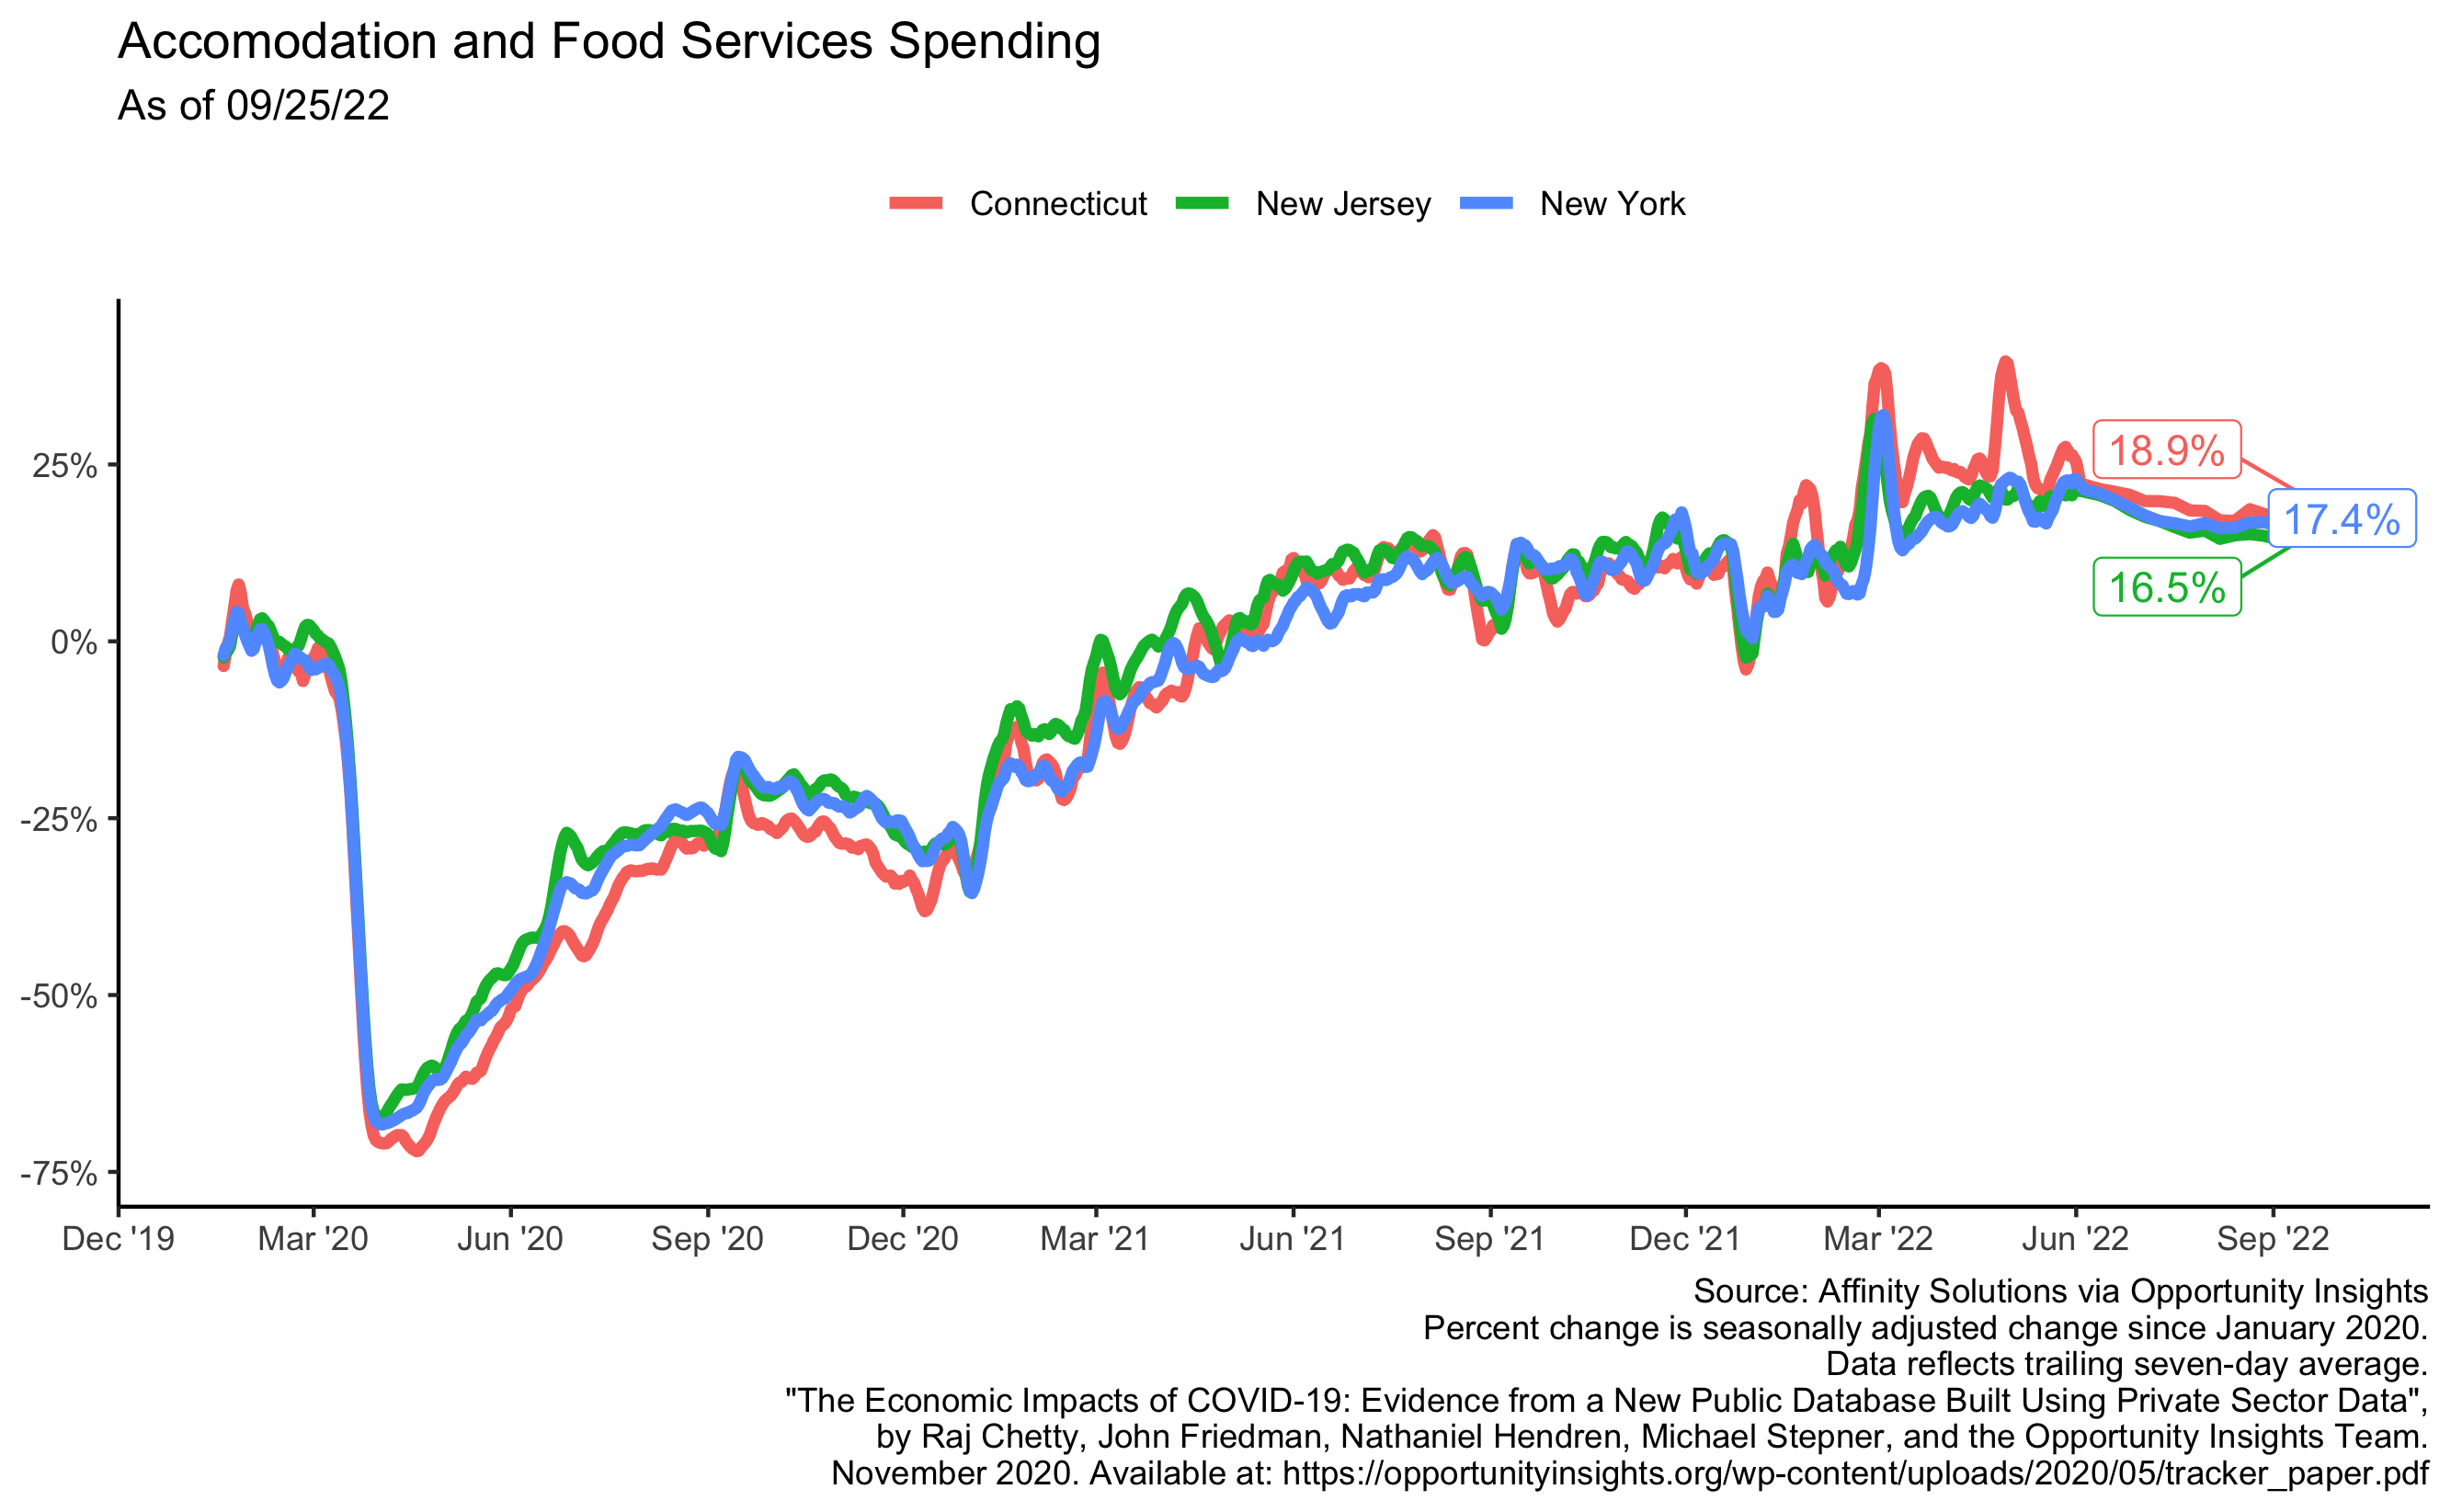 Accomodation and Food Services Spending
As of 09/25/22
Connecticut New Jersey New York
25%
0%
-25%
-50%
-75%
18.9%
17.4%
16.5%
Dec '19 Mar '20 Jun '20 Sep '20 Dec '20 Mar '21 Jun '21 Sep '21 Dec '21 Mar '22 Jun '22 Sep '22
Source: Affinity Solutions via Opportunity Insights
Percent change is seasonally adjusted change since January 2020.
Data reflects trailing seven-day average.
"The Economic Impacts of COVID-19: Evidence from a New Public Database Built Using Private Sector Data",
by Raj Chetty, John Friedman, Nathaniel Hendren, Michael Stepner, and the Opportunity Insights Team.
November 2020. Available at: https://opportunityinsights.org/wp-content/uploads/2020/05/tracker_paper.pdf